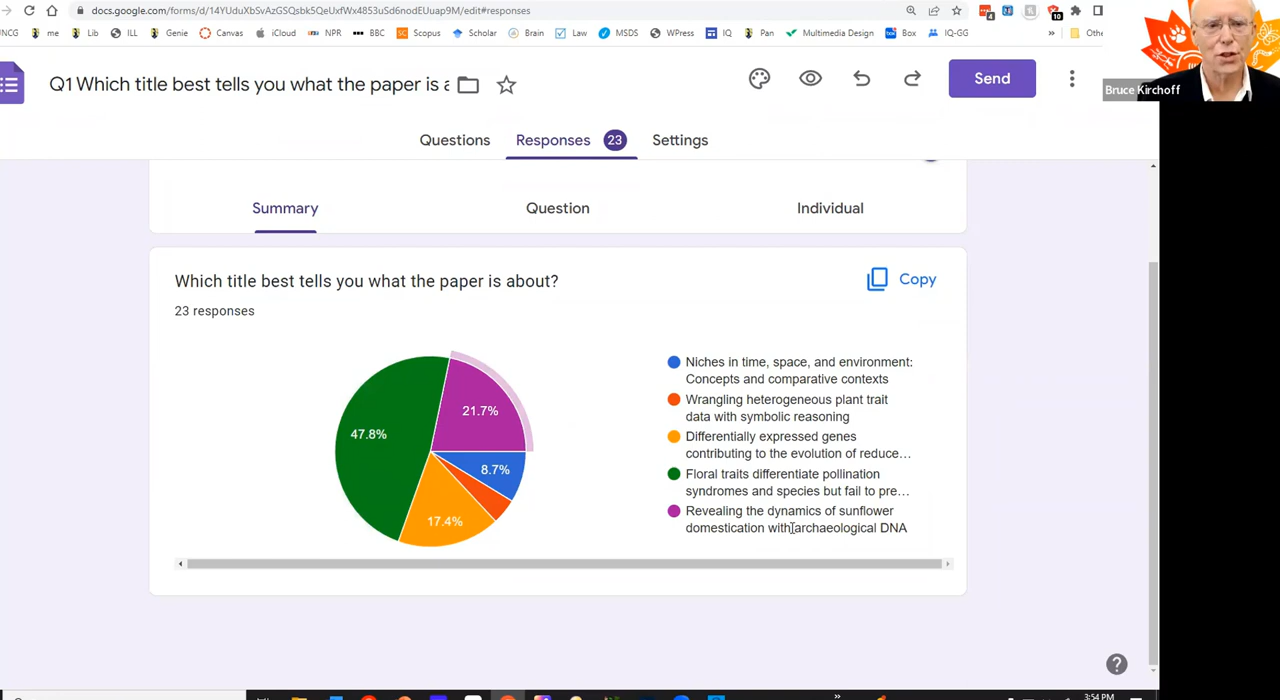 docs.google.com/forms/d/14YUduXbSvAzGSQsbk5QeUxfWx4853uSd6nodEUuap9M/edit#responses
NCG me Lib ILL Genie Canvas iCloud NPR BBC Scopus Scholar Brain Law MSDS WPress IQ Pan Multimedia Design Box IQ-GG » Othe
Q1 Which title best tells you what the paper is a
Send
Bruce Kirchoff
Questions Responses 23 Settings
Summary Question Individual
Which title best tells you what the paper is about?
Copy
23 responses
47.8%
21.7%
8.7%
17.4%
Niches in time, space, and environment:
Concepts and comparative contexts
Wrangling heterogeneous plant trait
data with symbolic reasoning
Differentially expressed genes
contributing to the evolution of reduce...
Floral traits differentiate pollination
syndromes and species but fail to pre...
Revealing the dynamics of sunflower
domestication with archaeological DNA
3:54 PM